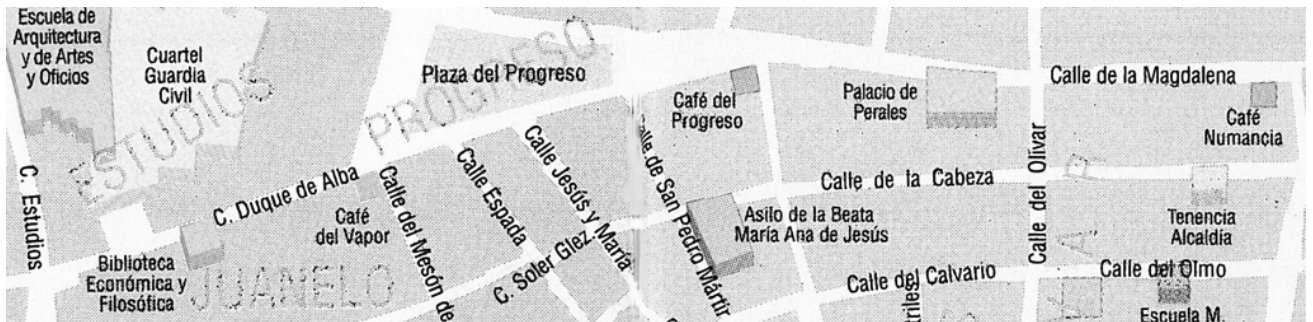 Escuela de
Arquitectura
y de Artes
y Oficios
Cuartel
Guardia
Civil
ESTUDIOS
PROGRESO
Plaza del Progreso
Café del
Progreso
Palacio de
Perales
Calle de la Magdalena
Café
Numancia
C. Estudios
C. Duque de Alba
Café
del Vapor
Calle del Mesón de
Calle Espada
Calle Jesús y María
C. Soler Glez
Calle de San Pedro Mártir
Calle de la Cabeza
Asilo de la Beata
María Ana de Jesús
Calle del Olivar
Tenencia
Alcaldía
Biblioteca
Económica y
Filosófica
JUANELO
Calle del Calvario
Calle del Olmo
Escuela M.